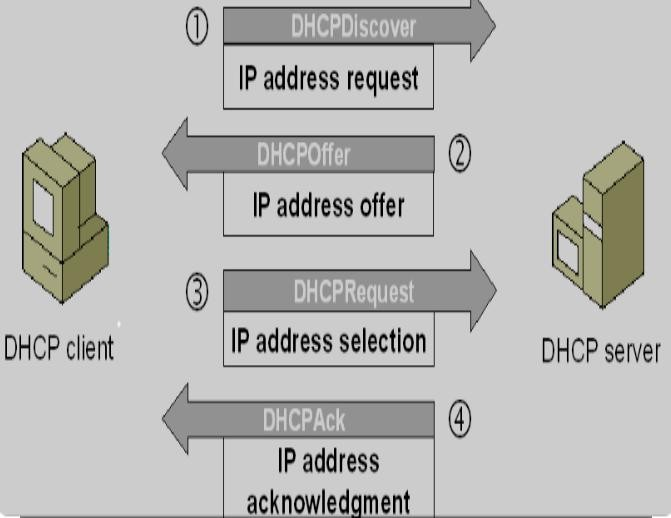 ① DHCPDiscover
IP address request
DHCPOffer ②
IP address offer
③ DHCPRequest
IP address selection
DHCP client
DHCP server
DHCPAck ④
IP address
acknowledgment